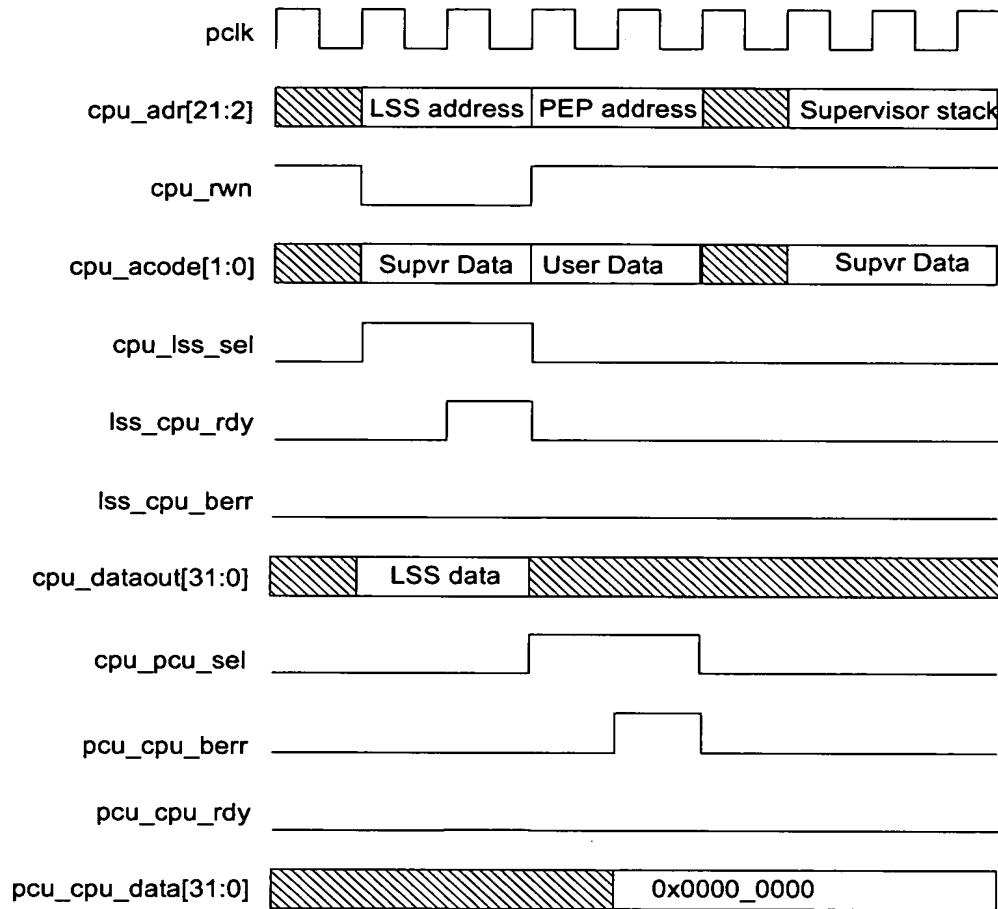 pclk
cpu_adr[21:2] LSS address PEP address Supervisor stack
cpu_rwn
cpu_acode[1:0] Supvr Data User Data Supvr Data
cpu_lss_sel
lss_cpu_rdy
lss_cpu_berr
cpu_dataout[31:0] LSS data
cpu_pcu_sel
pcu_cpu_berr
pcu_cpu_rdy
pcu_cpu_data[31:0] 0x0000_0000